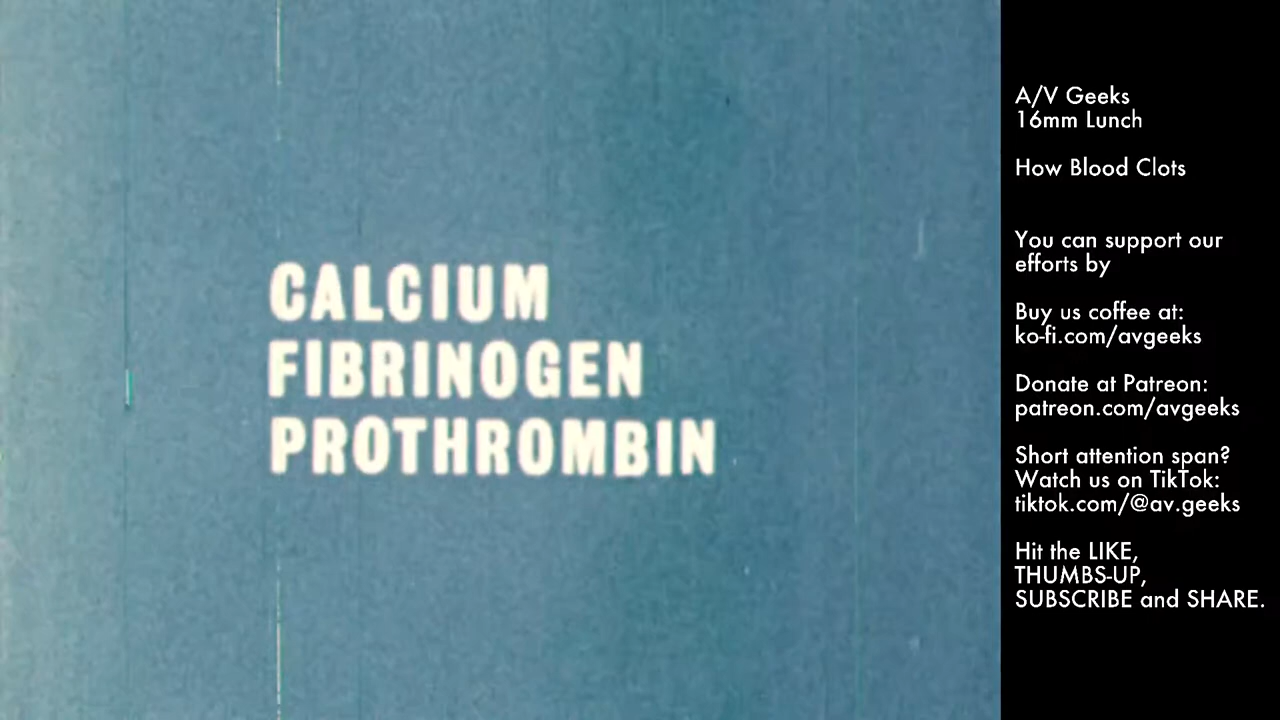 CALCIUM
FIBRINOGEN
PROTHROMBIN
A/V Geeks
16mm Lunch
How Blood Clots
You can support our
efforts by
Buy us coffee at:
ko-fi.com/avgeeks
Donate at Patreon:
patreon.com/avgeeks
Short attention span?
Watch us on TikTok:
tiktok.com/@av.geeks
Hit the LIKE,
THUMBS-UP,
SUBSCRIBE and SHARE.